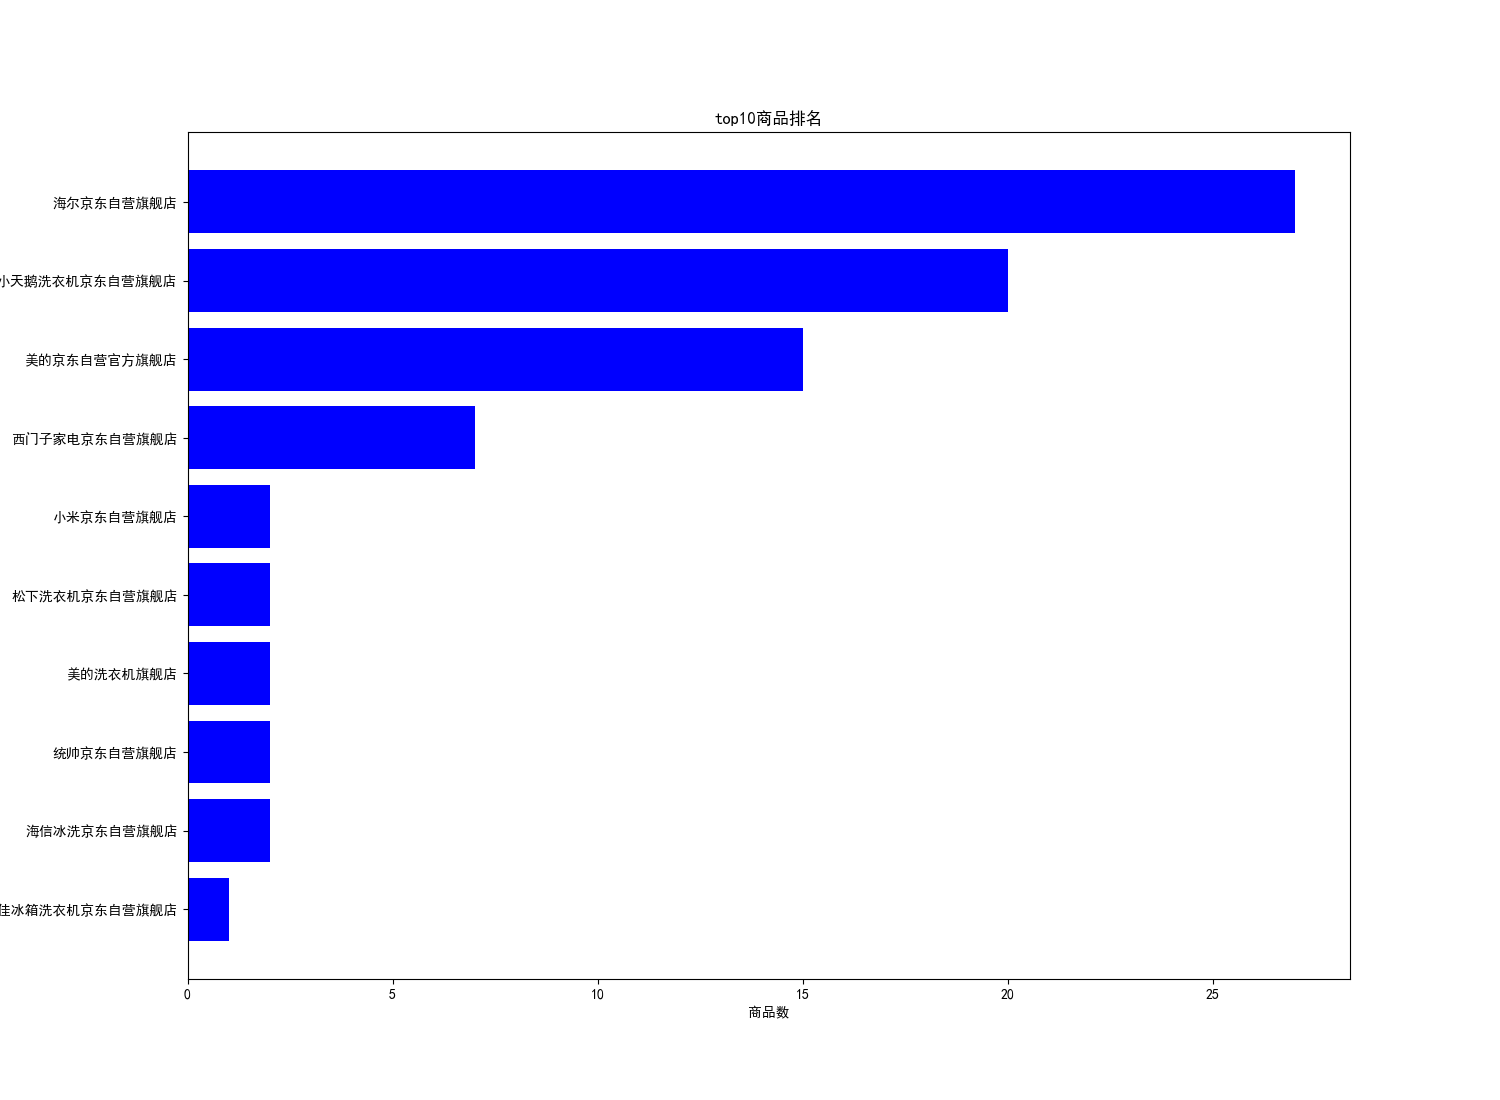 top10商品排名
海尔京东自营旗舰店
小天鹅洗衣机京东自营旗舰店
美的京东自营官方旗舰店
西门子家电京东自营旗舰店
小米京东自营旗舰店
松下洗衣机京东自营旗舰店
美的洗衣机旗舰店
统帅京东自营旗舰店
海信冰洗京东自营旗舰店
佳冰箱洗衣机京东自营旗舰店
0 5 10 15 20 25
商品数